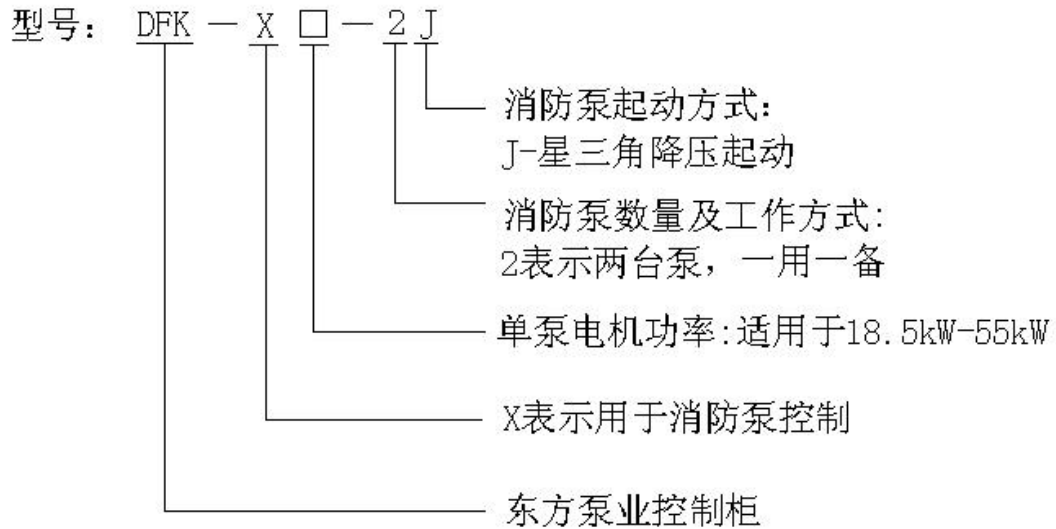 型号: DFK － X □ － 2 J
消防泵起动方式:
J-星三角降压起动
消防泵数量及工作方式:
2表示两台泵，一用一备
单泵电机功率:适用于18.5kW-55kW
X表示用于消防泵控制
东方泵业控制柜